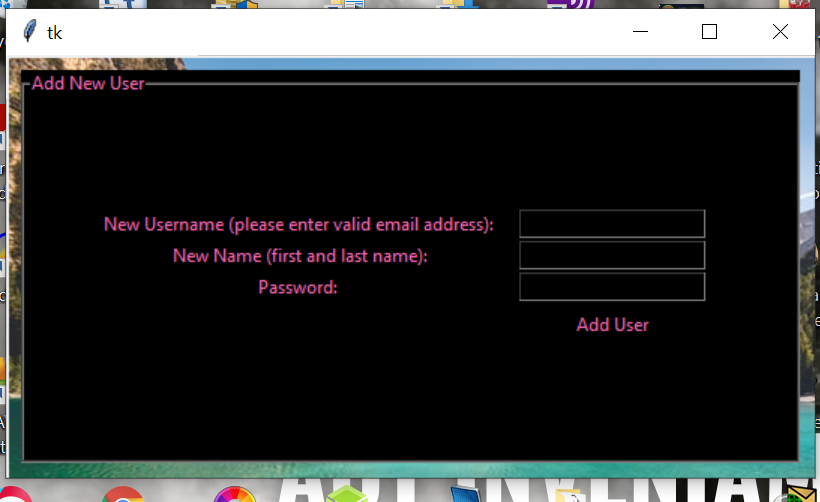 tk
Add New User
New Username (please enter valid email address):
New Name (first and last name):
Password:
Add User